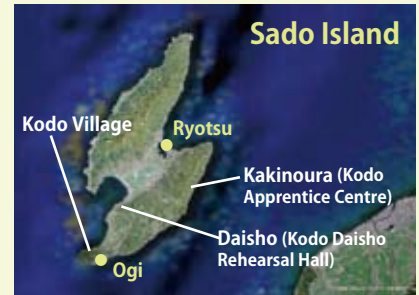 Sado Island
Kodo Village
Ryotsu
Kakinoura (Kodo
Apprentice Centre)
Daisho (Kodo Daisho
Rehearsal Hall)
Ogi